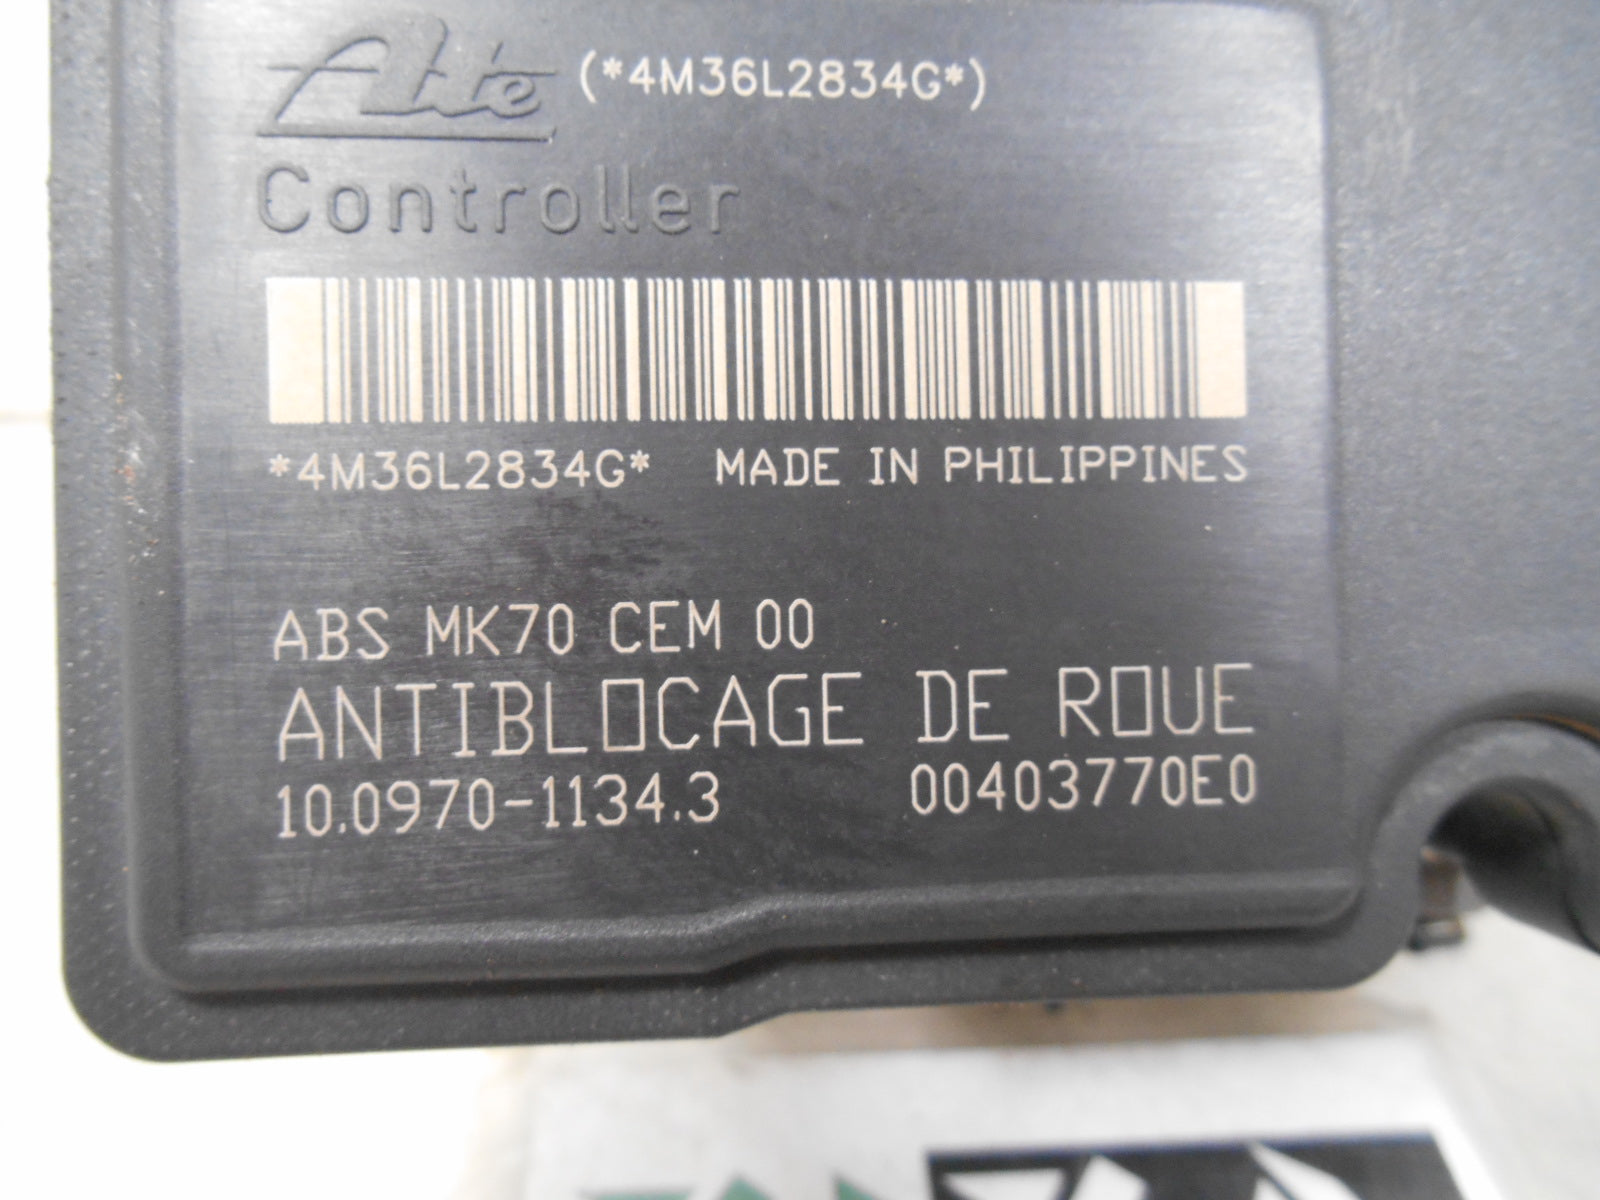 Ate (*4M36L2834G*)
Controller
*4M36L2834G* MADE IN PHILIPPINES
ABS MK70 CEM 00
ANTIBLOCAGE DE ROUE
10.0970-1134.3 00403770E0